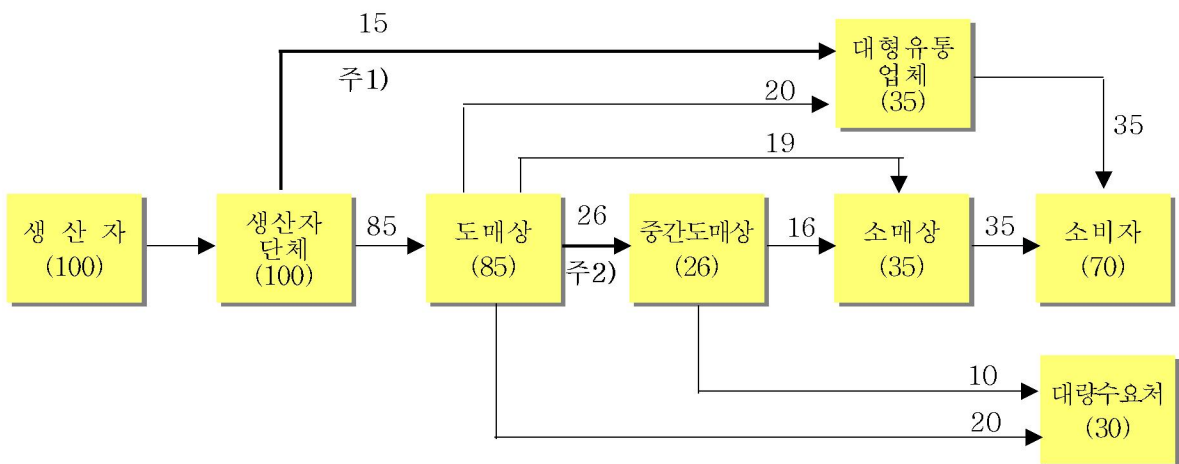 15
주1)
대형유통
업체
(35)
20
35
19
생 산 자
(100)
생산자
단체
(100)
85
도매상
(85)
26
주2)
중간도매상
(26)
16
소매상
(35)
35
소비자
(70)
10
20
대량수요처
(30)